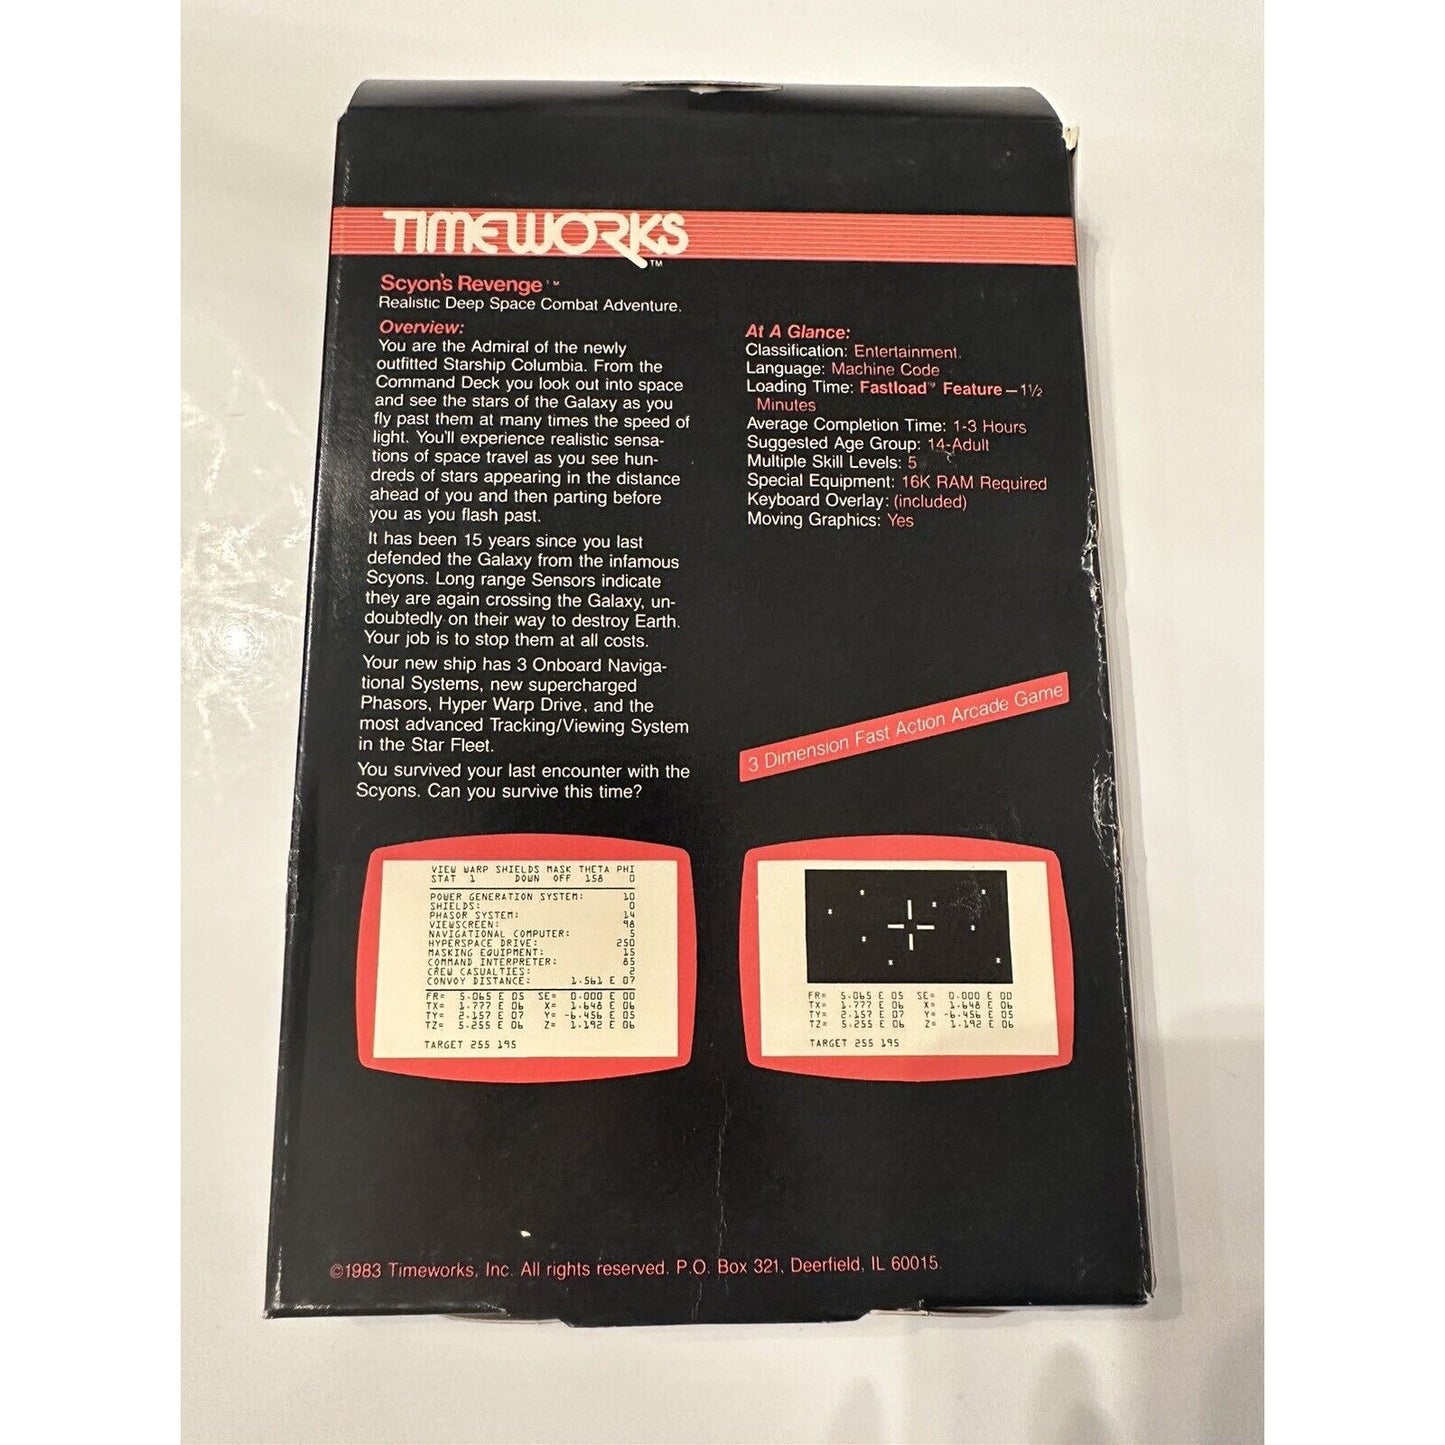 TIMEWORKS
TM
Scyon's Revenge™
Realistic Deep Space Combat Adventure.
Overview:
You are the Admiral of the newly
outfitted Starship Columbia. From the
Command Deck you look out into space
and see the stars of the Galaxy as you
fly past them at many times the speed of
light. You'll experience realistic sensa-
tions of space travel as you see hun-
dreds of stars appearing in the distance
ahead of you and then parting before
you as you flash past.
It has been 15 years since you last
defended the Galaxy from the infamous
Scyons. Long range Sensors indicate
they are again crossing the Galaxy, un-
doubtedly on their way to destroy Earth.
Your job is to stop them at all costs.
Your new ship has 3 Onboard Naviga-
tional Systems, new supercharged
Phasors, Hyper Warp Drive, and the
most advanced Tracking/Viewing System
in the Star Fleet.
You survived your last encounter with the
Scyons. Can you survive this time?
At A Glance:
Classification: Entertainment.
Language: Machine Code
Loading Time: Fastload™ Feature — 1½
Minutes
Average Completion Time: 1-3 Hours
Suggested Age Group: 14-Adult
Multiple Skill Levels: 5
Special Equipment: 16K RAM Required
Keyboard Overlay: (included)
Moving Graphics: Yes
3 Dimension Fast Action Arcade Game
VIEW WARP SHIELDS MASK THETA PHI
STAT 1 DOWN OFF 158 0
POWER GENERATION SYSTEM: 10
SHIELDS: 0
PHASOR SYSTEM: 14
VIEWSCREEN: 98
NAVIGATIONAL COMPUTER: 5
HYPERSPACE DRIVE: 250
MASKING EQUIPMENT: 15
COMMAND INTERPRETER: 85
CREW CASUALTIES: 2
CONVOY DISTANCE: 1.561 E 07
FR= 5.065 E 05 SE= 0.000 E 00
TX= 1.777 E 06 X= 1.648 E 06
TY= 2.157 E 07 Y= -6.456 E 05
TZ= 5.255 E 06 Z= 1.192 E 06
TARGET 255 195
FR= 5.065 E 05 SE= 0.000 E 00
TX= 1.777 E 06 X= 1.648 E 06
TY= 2.157 E 07 Y= -6.456 E 05
TZ= 5.255 E 06 Z= 1.192 E 06
TARGET 255 195
©1983 Timeworks, Inc. All rights reserved. P.O. Box 321, Deerfield, IL 60015.